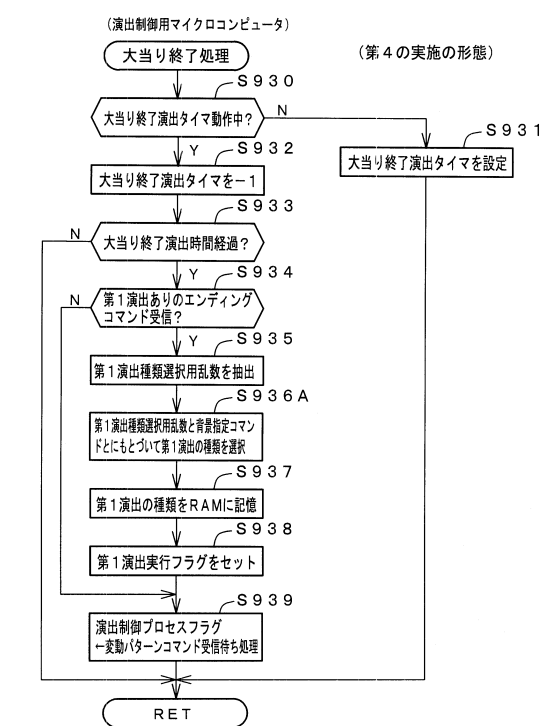 （演出制御用マイクロコンピュータ）
大当り終了処理
（第４の実施の形態）
Ｓ９３０
大当り終了演出タイマ動作中？
Ｎ
Ｙ
Ｓ９３１
大当り終了演出タイマを設定
Ｓ９３２
大当り終了演出タイマを－１
Ｓ９３３
大当り終了演出時間経過？
Ｎ
Ｙ
Ｓ９３４
第１演出ありのエンディング
コマンド受信？
Ｎ
Ｙ
Ｓ９３５
第１演出種類選択用乱数を抽出
Ｓ９３６Ａ
第１演出種類選択用乱数と背景指定コマン
ドとにもとづいて第１演出の種類を選択
Ｓ９３７
第１演出の種類をＲＡＭに記憶
Ｓ９３８
第１演出実行フラグをセット
Ｓ９３９
演出制御プロセスフラグ
←変動パターンコマンド受信待ち処理
ＲＥＴ